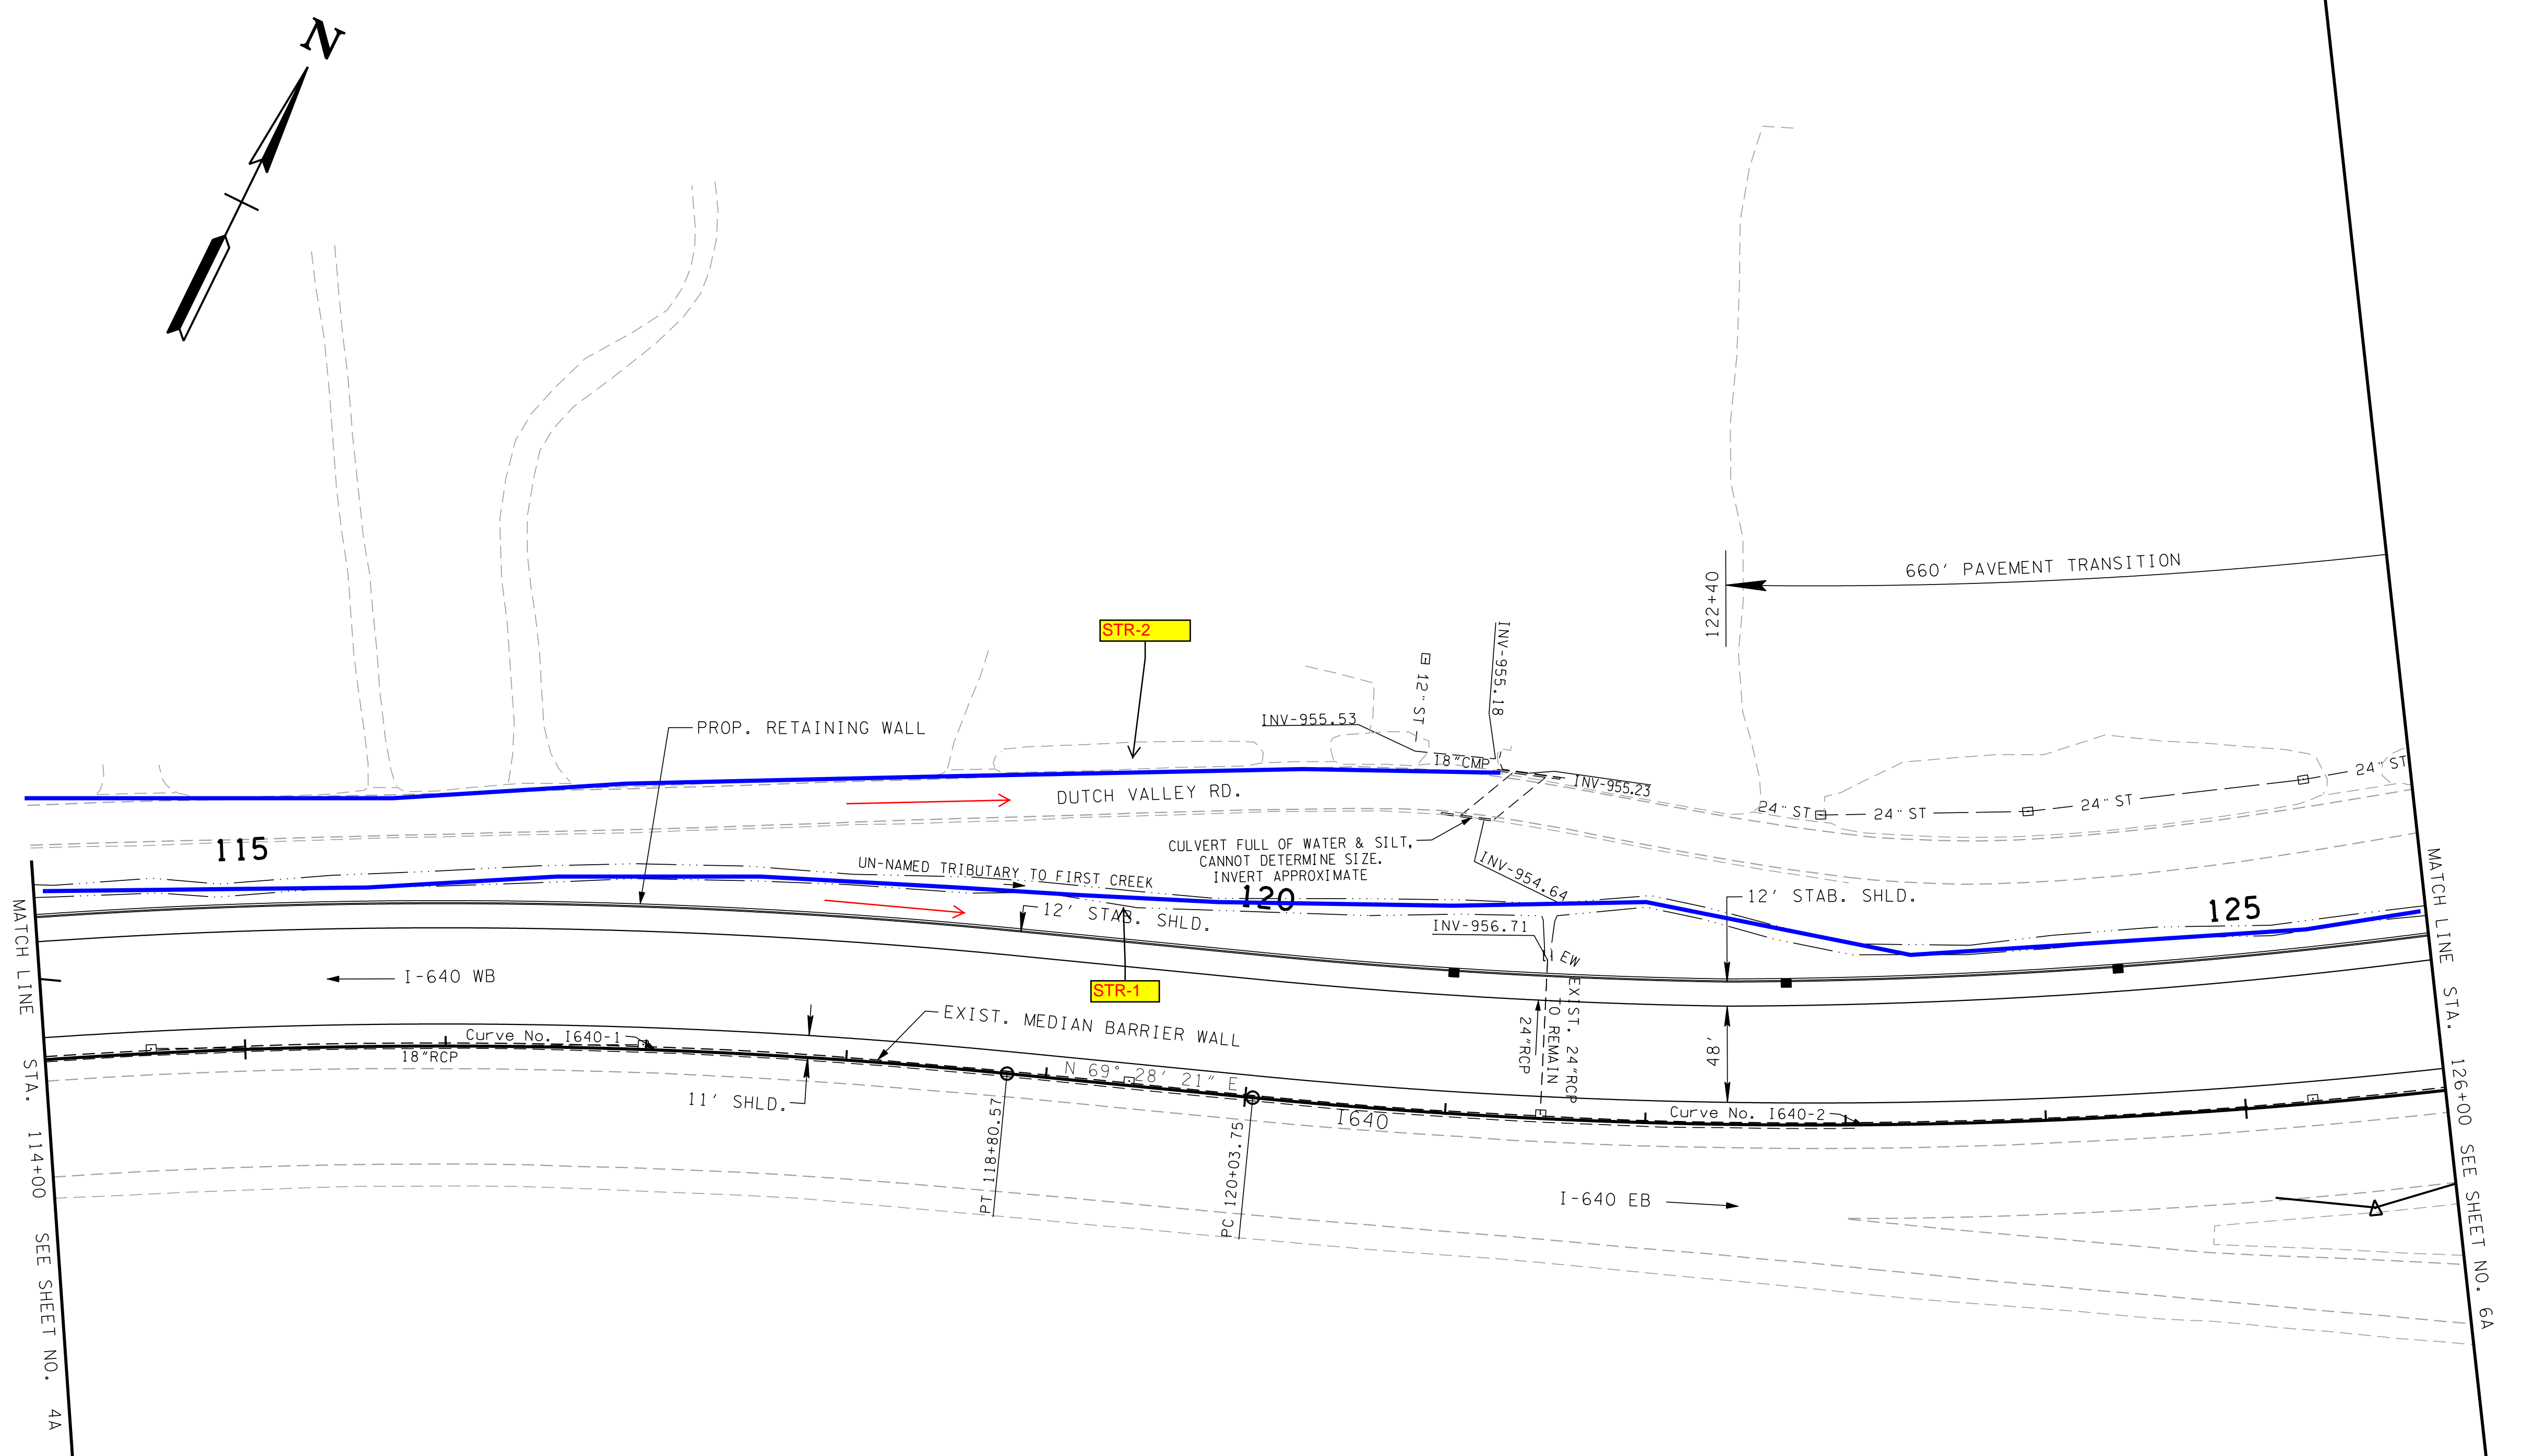 N
660' PAVEMENT TRANSITION
122+40
STR-2
INV-955.18
12"ST
INV-955.53
PROP. RETAINING WALL
18"CMP
INV-955.23
24"ST
24"ST
24"ST
24"ST
DUTCH VALLEY RD.
115
CULVERT FULL OF WATER & SILT,
CANNOT DETERMINE SIZE.
INVERT APPROXIMATE
INV-954.64
UN-NAMED TRIBUTARY TO FIRST CREEK
120
12' STAB. SHLD.
12' STAB. SHLD.
125
INV-956.71
EW
I-640 WB
STR-1
EXIST. 24"RCP
TO REMAIN
24"RCP
48'
EXIST. MEDIAN BARRIER WALL
Curve No. I640-1
18"RCP
N 69° 28' 21" E
11' SHLD.
I640
Curve No. I640-2
PT 118+80.57
PC 120+03.75
I-640 EB
MATCH LINE STA. 114+00 SEE SHEET NO. 4A
MATCH LINE STA. 126+00 SEE SHEET NO. 6A